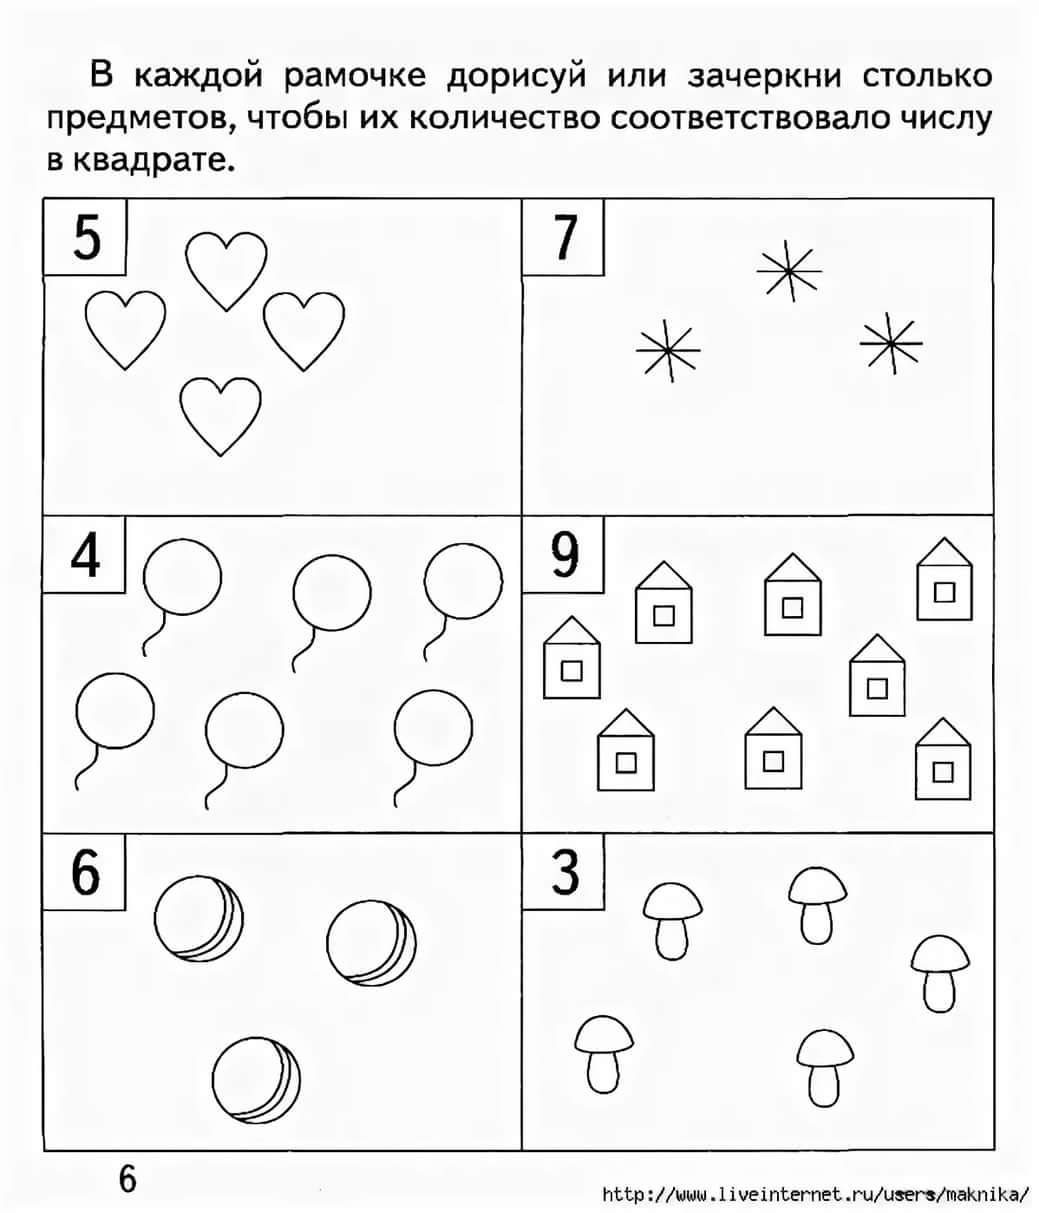 В каждой рамочке дорисуй или зачеркни столько
предметов, чтобы их количество соответствовало числу
в квадрате.
5
7
4
9
6
3
6
http://www.liveinternet.ru/users/maknika/